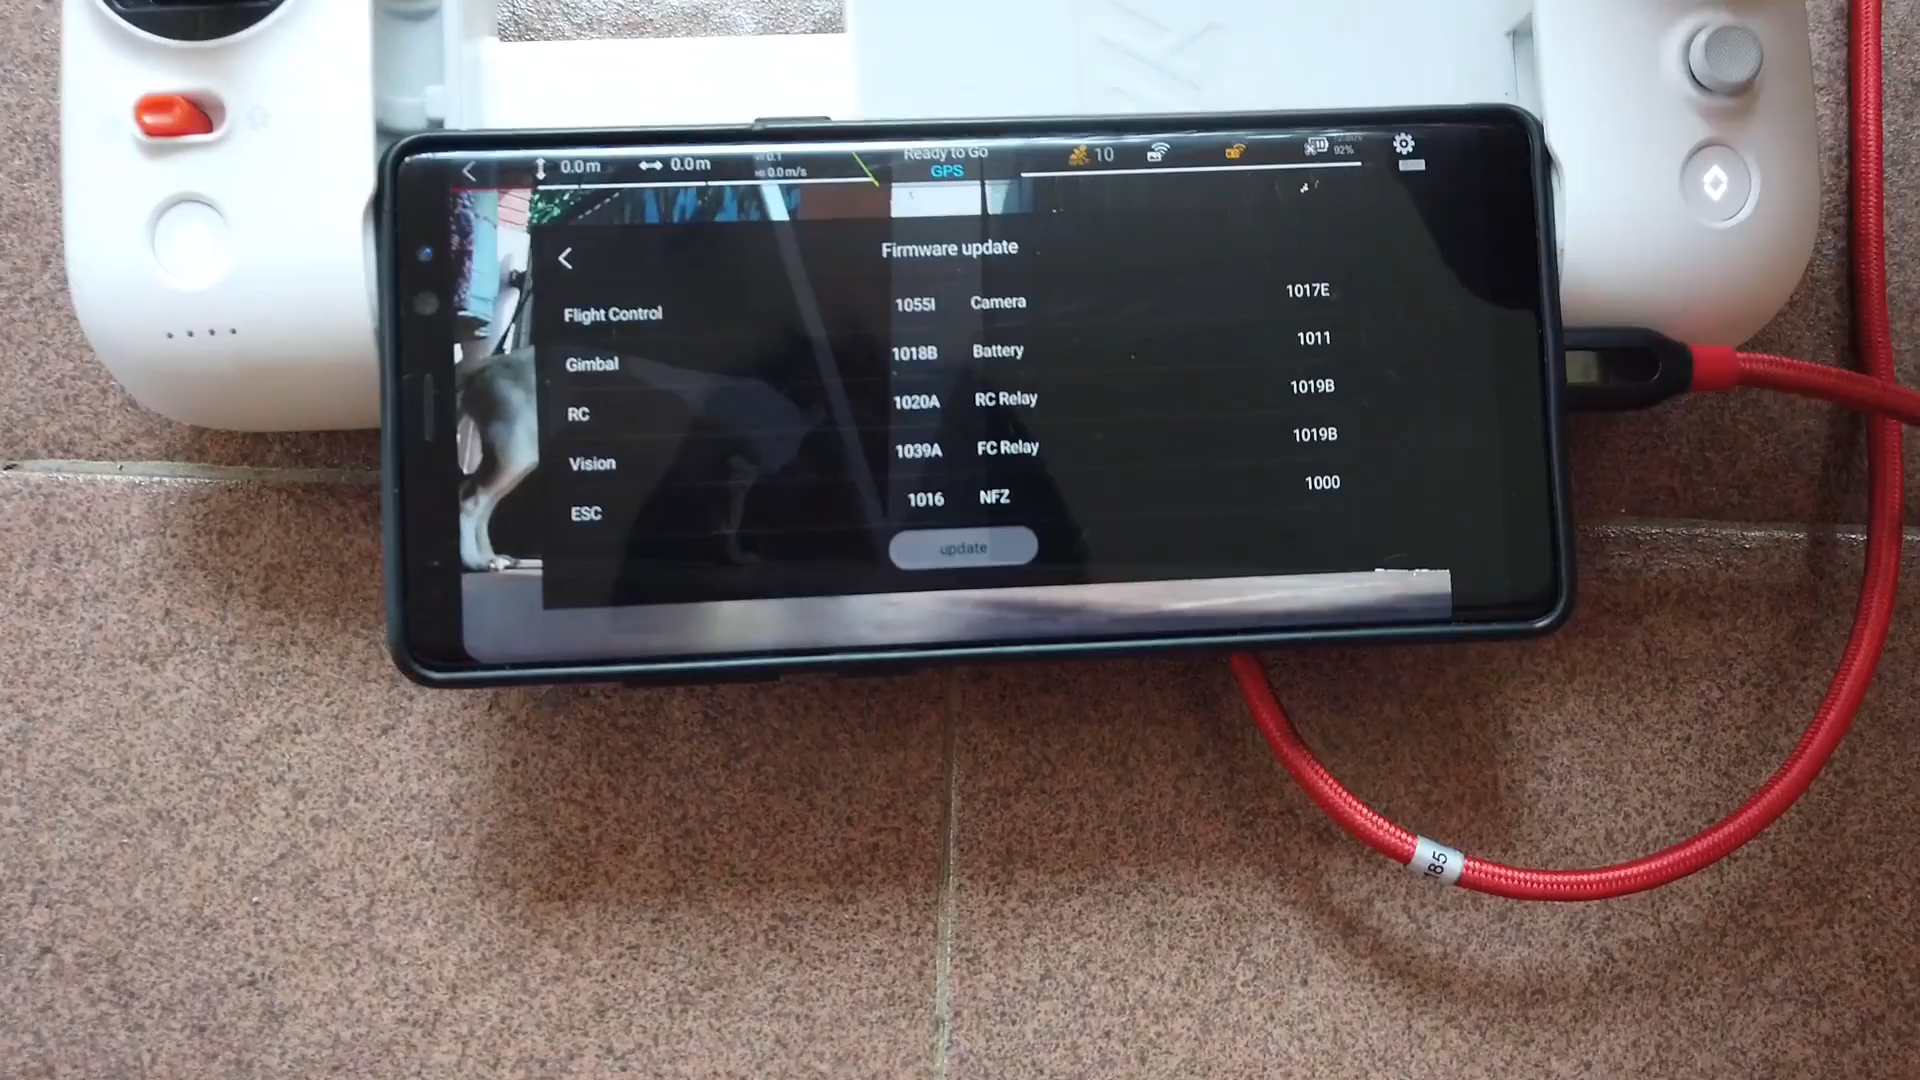 0.0m 0.0m Ready to Go 10 92%
0.0m/s GPS
Firmware update
Flight Control 1055I Camera 1017E
Gimbal 1018B Battery 1011
RC 1020A RC Relay 1019B
Vision 1039A FC Relay 1019B
ESC 1016 NFZ 1000
update
185